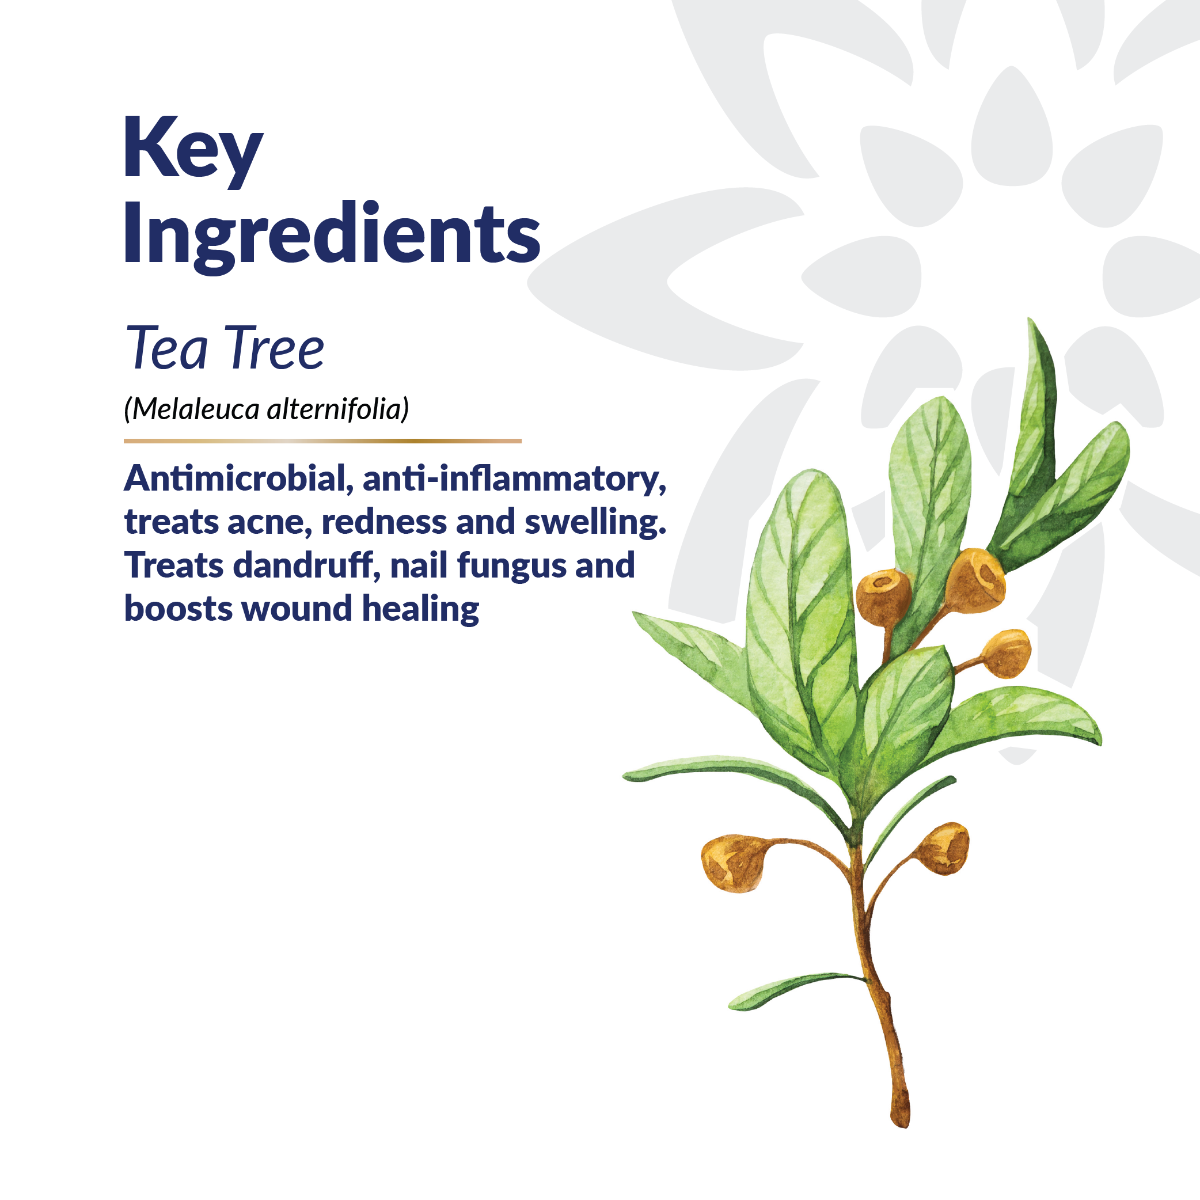 Key
Ingredients
Tea Tree
(Melaleuca alternifolia)
Antimicrobial, anti-inflammatory,
treats acne, redness and swelling.
Treats dandruff, nail fungus and
boosts wound healing